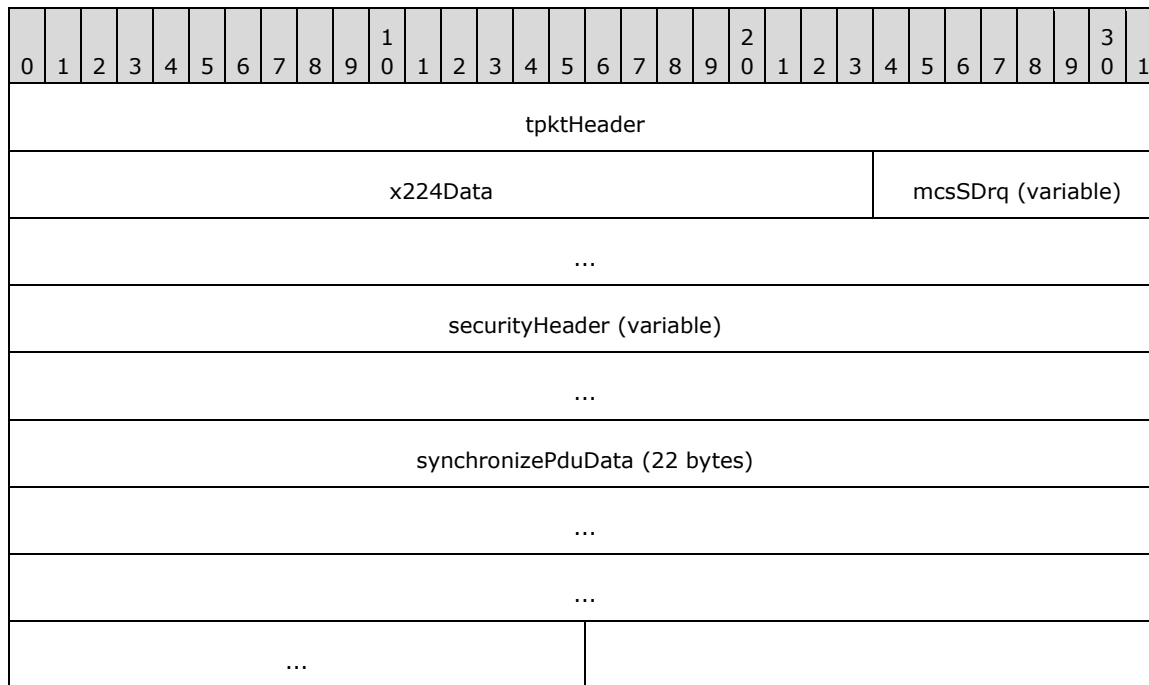 1 2 3
0 1 2 3 4 5 6 7 8 9 0 1 2 3 4 5 6 7 8 9 0 1 2 3 4 5 6 7 8 9 0 1
tpktHeader
x224Data mcsSDrq (variable)
...
securityHeader (variable)
...
synchronizePduData (22 bytes)
...
...
...